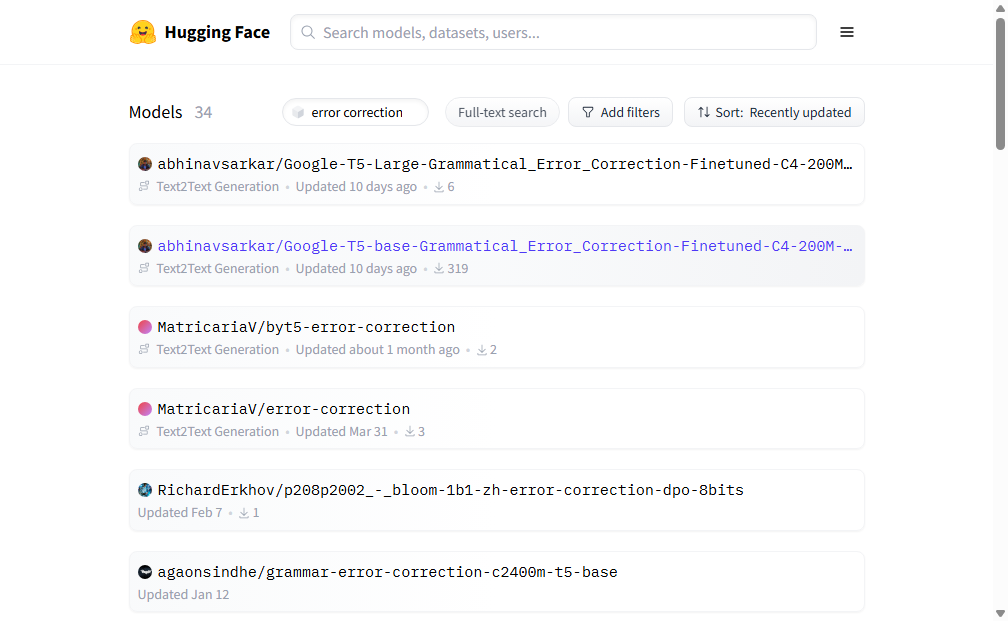 Hugging Face
Search models, datasets, users...
Models 34
error correction
Full-text search
Add filters
Sort: Recently updated
abhinavsarkar/Google-T5-Large-Grammatical_Error_Correction-Finetuned-C4-200M…
Text2Text Generation • Updated 10 days ago • 6
abhinavsarkar/Google-T5-base-Grammatical_Error_Correction-Finetuned-C4-200M-…
Text2Text Generation • Updated 10 days ago • 319
MatricariaV/byt5-error-correction
Text2Text Generation • Updated about 1 month ago • 2
MatricariaV/error-correction
Text2Text Generation • Updated Mar 31 • 3
RichardErkhov/p208p2002_-_bloom-1b1-zh-error-correction-dpo-8bits
Updated Feb 7 • 1
agaonsindhe/grammar-error-correction-c2400m-t5-base
Updated Jan 12